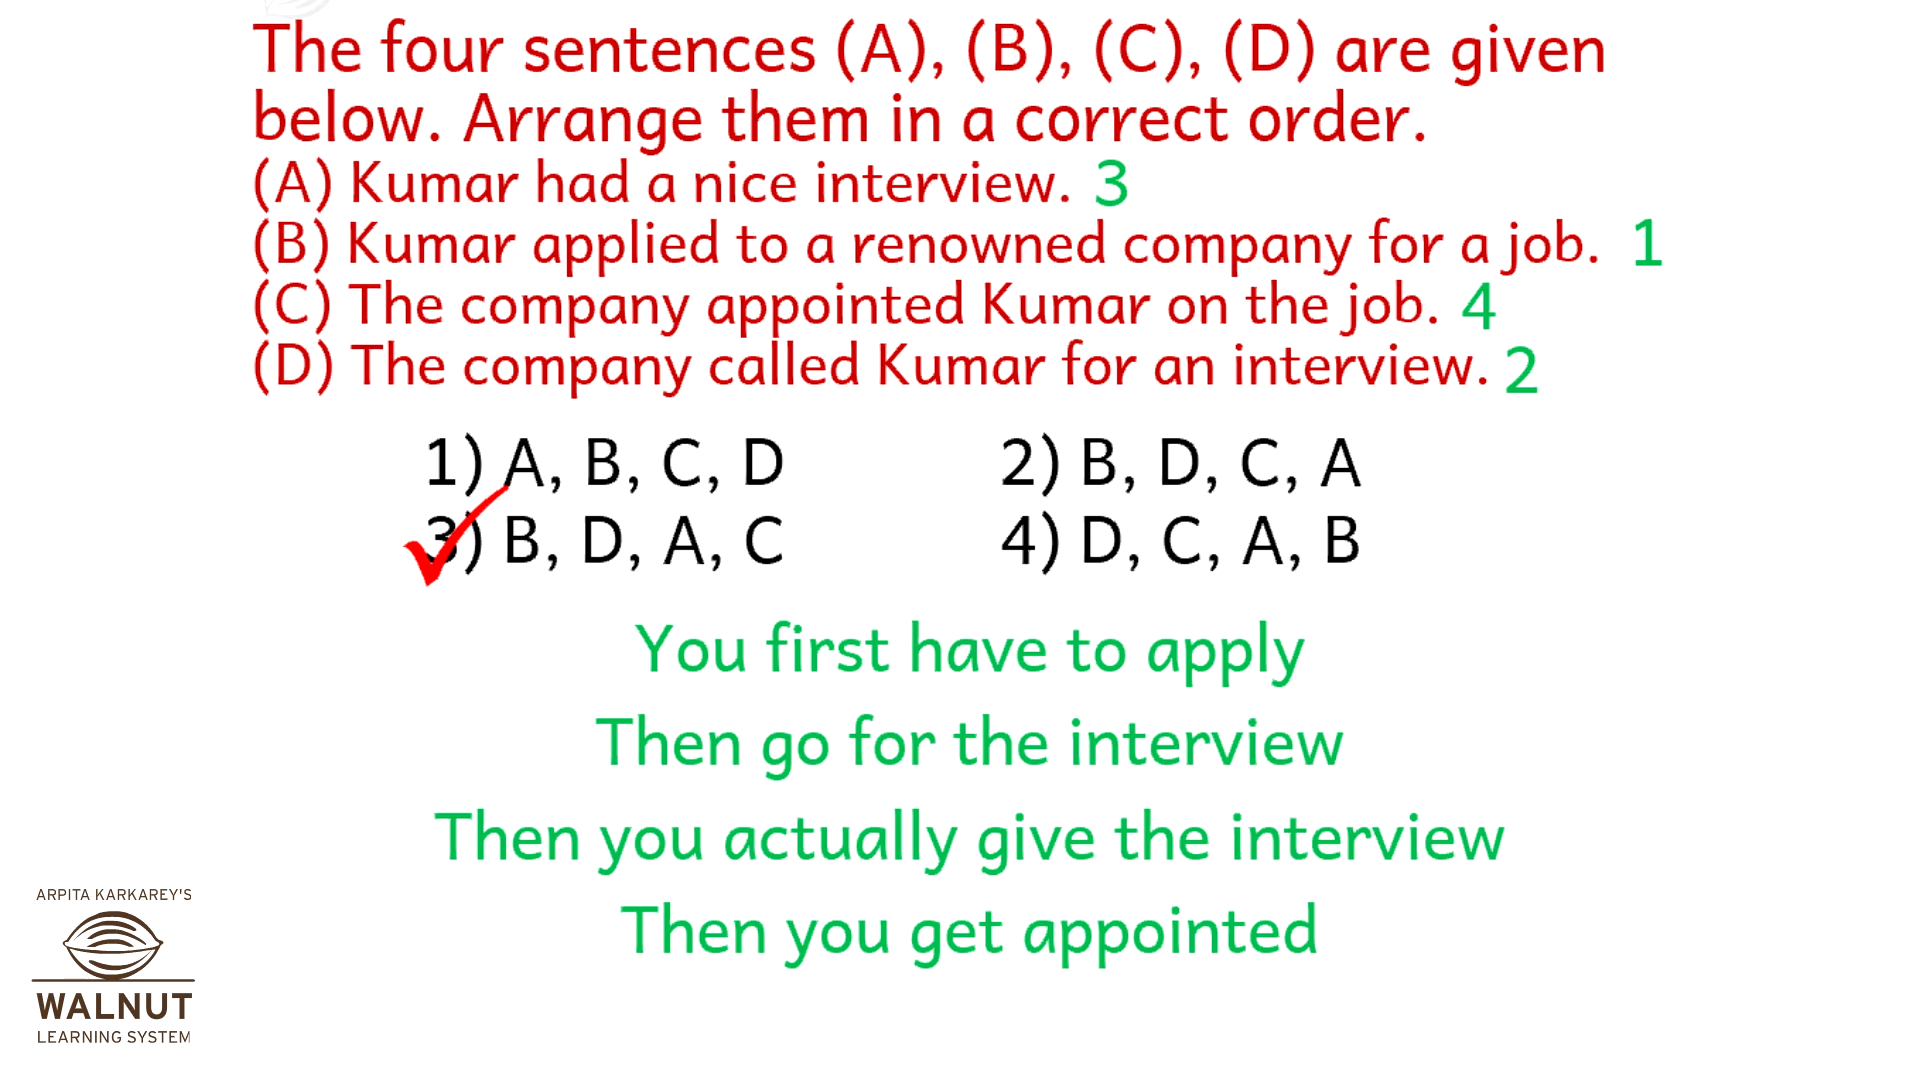 The four sentences (A), (B), (C), (D) are given
below. Arrange them in a correct order.
(A) Kumar had a nice interview. 3
(B) Kumar applied to a renowned company for a job. 1
(C) The company appointed Kumar on the job. 4
(D) The company called Kumar for an interview. 2
1) A, B, C, D 2) B, D, C, A
3) B, D, A, C 4) D, C, A, B
You first have to apply
Then go for the interview
Then you actually give the interview
Then you get appointed
ARPITA KARKAREY'S
WALNUT
LEARNING SYSTEM